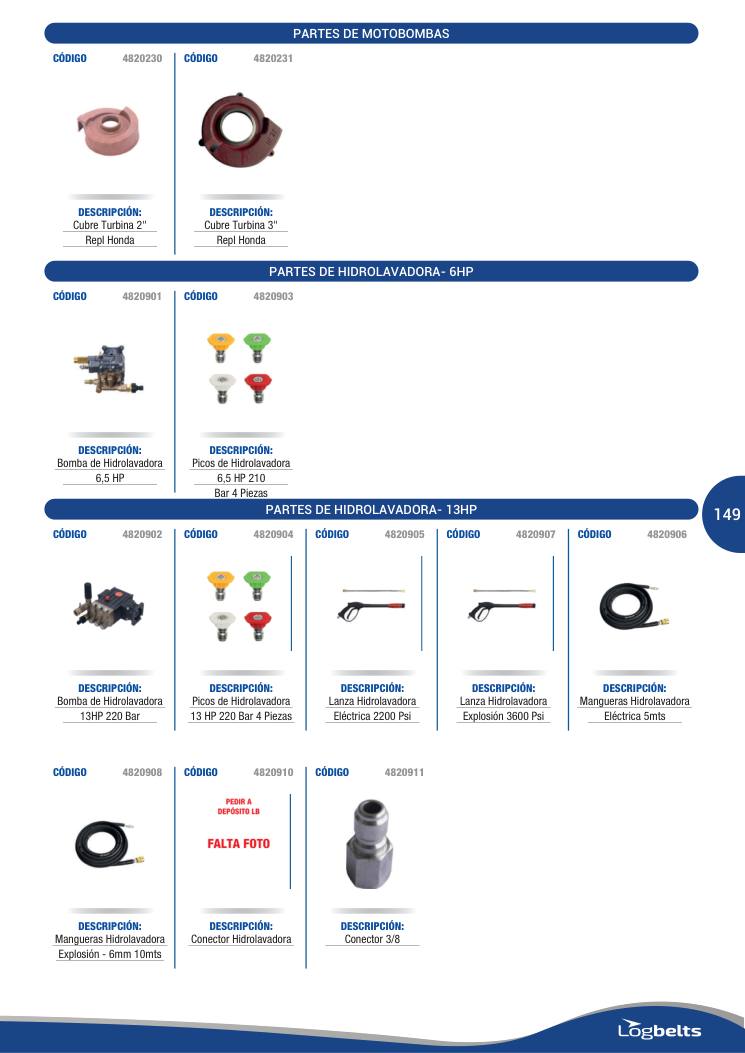 PARTES DE MOTOBOMBAS
CÓDIGO 4820230
CÓDIGO 4820231
DESCRIPCIÓN:
Cubre Turbina 2"
Repl Honda
DESCRIPCIÓN:
Cubre Turbina 3"
Repl Honda
PARTES DE HIDROLAVADORA- 6HP
CÓDIGO 4820901
CÓDIGO 4820903
DESCRIPCIÓN:
Bomba de Hidrolavadora
6,5 HP
DESCRIPCIÓN:
Picos de Hidrolavadora
6,5 HP 210
Bar 4 Piezas
149
PARTES DE HIDROLAVADORA- 13HP
CÓDIGO 4820902
CÓDIGO 4820904
CÓDIGO 4820905
CÓDIGO 4820907
CÓDIGO 4820906
DESCRIPCIÓN:
Bomba de Hidrolavadora
13HP 220 Bar
DESCRIPCIÓN:
Picos de Hidrolavadora
13 HP 220 Bar 4 Piezas
DESCRIPCIÓN:
Lanza Hidrolavadora
Eléctrica 2200 Psi
DESCRIPCIÓN:
Lanza Hidrolavadora
Explosión 3600 Psi
DESCRIPCIÓN:
Mangueras Hidrolavadora
Eléctrica 5mts
CÓDIGO 4820908
CÓDIGO 4820910
CÓDIGO 4820911
PEDIR A
DEPÓSITO LB
FALTA FOTO
DESCRIPCIÓN:
Mangueras Hidrolavadora
Explosión - 6mm 10mts
DESCRIPCIÓN:
Conector Hidrolavadora
DESCRIPCIÓN:
Conector 3/8
Logbelts